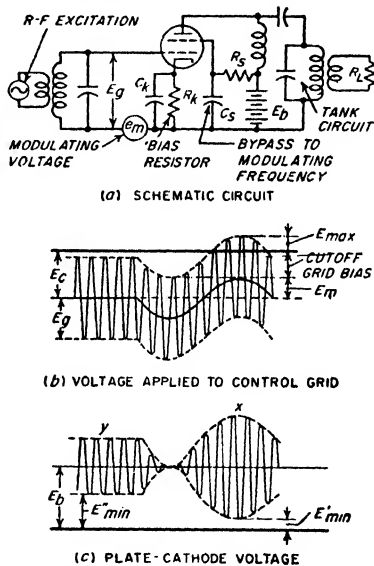 R-F EXCITATION
Eg
em
Ck
Rk
Cs
Rs
Eb
RL
TANK
CIRCUIT
MODULATING
VOLTAGE
BIAS
RESISTOR
BYPASS TO
MODULATING
FREQUENCY
(a) SCHEMATIC CIRCUIT
Emax
CUTOFF
GRID BIAS
Ec
Em
Eg
(b) VOLTAGE APPLIED TO CONTROL GRID
y
x
Eb
E"min
E'min
(c) PLATE-CATHODE VOLTAGE